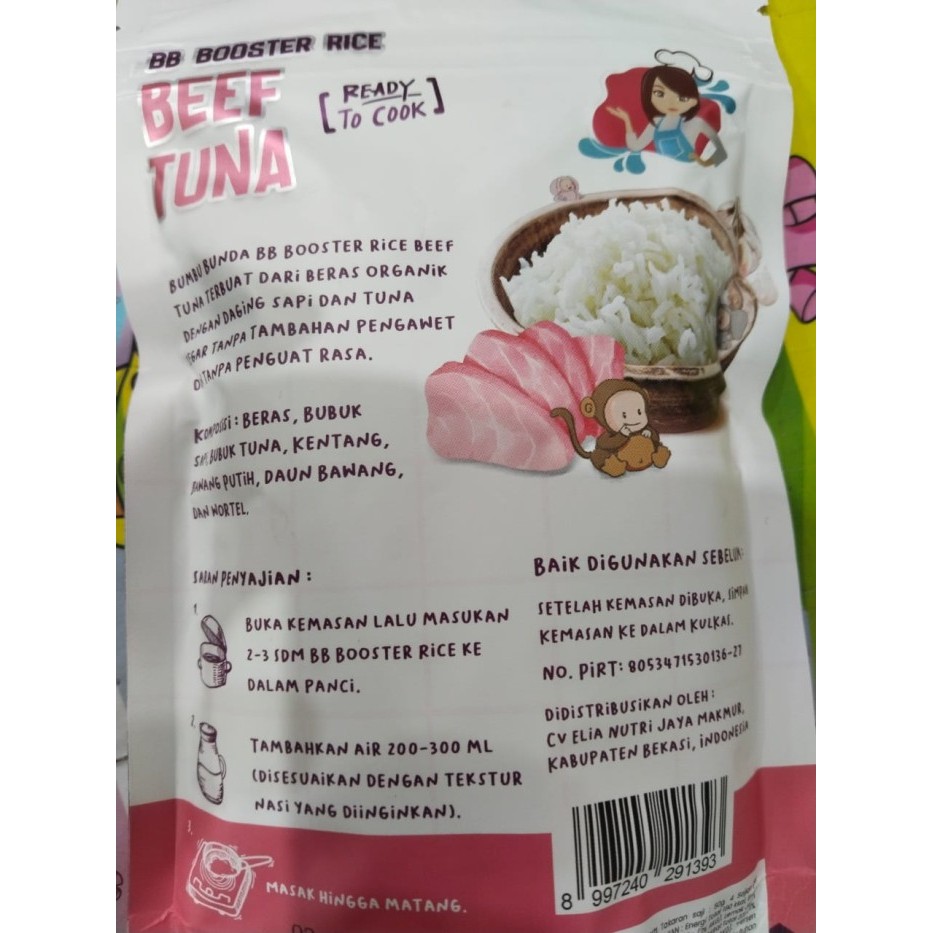 BB BOOSTER RICE
BEEF
TUNA
[READY
TO COOK]
BUMBU BUNDA BB BOOSTER RICE BEEF
TUNA TERBUAT DARI BERAS ORGANIK
DENGAN DAGING SAPI DAN TUNA
TANPA TAMBAHAN PENGAWET
TANPA PENGUAT RASA.
: BERAS, BUBUK
BUBUK TUNA, KENTANG,
PUTIH, DAUN BAWANG,
DAN WORTEL.
SARAN PENYAJIAN :
1.
BUKA KEMASAN LALU MASUKAN
2-3 SDM BB BOOSTER RICE KE
DALAM PANCI.
2.
TAMBAHKAN AIR 200-300 ML
(DISESUAIKAN DENGAN TEKSTUR
NASI YANG DIINGINKAN).
3.
MASAK HINGGA MATANG.
BAIK DIGUNAKAN SEBELUM:
SETELAH KEMASAN DIBUKA, SIMPAN
KEMASAN KE DALAM KULKAS.
NO. PIRT: 8053471530136-27
DIDISTRIBUSIKAN OLEH :
CV ELIA NUTRI JAYA MAKMUR,
KABUPATEN BEKASI, INDONESIA
8 997240 291393
takaran saji